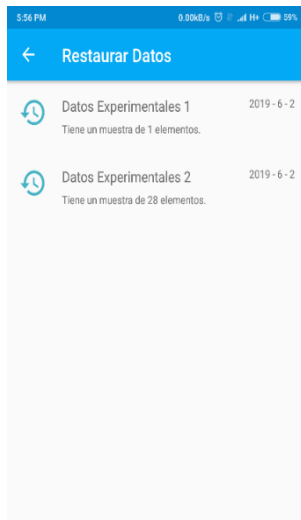 5:56 PM 0.00kB/s H+ 59%
Restaurar Datos
Datos Experimentales 1 2019 - 6 - 2
Tiene un muestra de 1 elementos.
Datos Experimentales 2 2019 - 6 - 2
Tiene un muestra de 28 elementos.